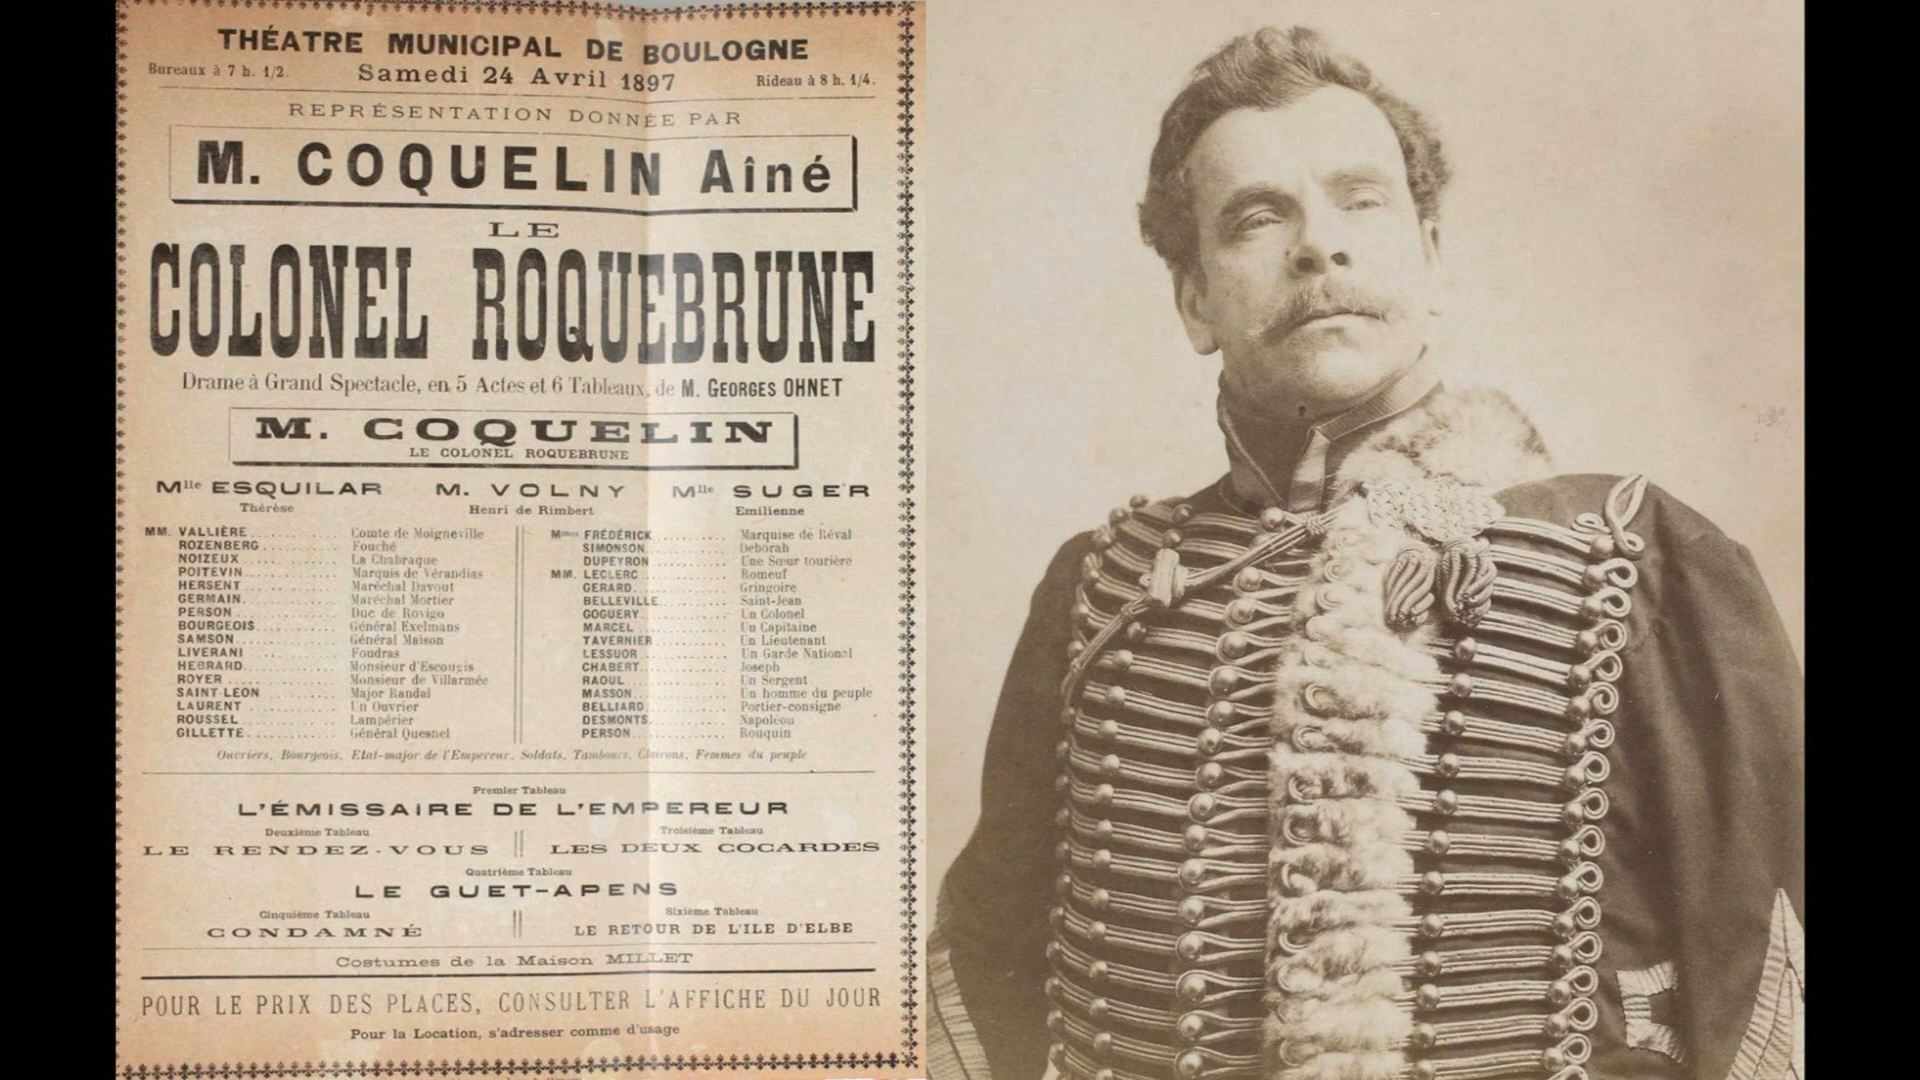 THÉATRE MUNICIPAL DE BOULOGNE
Bureaux à 7 h. 1/2. Samedi 24 Avril 1897 Rideau à 8 h. 1/4.
REPRÉSENTATION DONNÉE PAR
M. COQUELIN Aîné
LE
COLONEL ROQUEBRUNE
Drame à Grand Spectacle, en 5 Actes et 6 Tableaux, de M. GEORGES OHNET
M. COQUELIN
LE COLONEL ROQUEBRUNE
Mlle ESQUILAR M. VOLNY Mlle SUGER
Thérèse Henri de Rimbert Emilienne
MM. VALLIÈRE Comte de Moigneville
ROZENBERG Fouché
NOIZEUX La Chabraque
POITEVIN Marquis de Vérandias
HERSENT Maréchal Davout
GERMAIN Maréchal Mortier
PERSON Duc de Rovigo
BOURGEOIS Général Exelmans
SAMSON Général Maison
LIVERANI Foudras
HEBRARD Monsieur d'Escouzis
ROYER Monsieur de Villarmée
SAINT-LEON Major Randal
LAURENT Un Ouvrier
ROUSSEL Lampérier
GILLETTE Général Quesnel
Mmes FRÉDÉRICK Marquise de Réval
SIMONSON Deborah
DUPEYRON Une Sœur tourière
MM. LECLERC Romeuf
GERARD Gringoire
BELLEVILLE Saint-Jean
GOGUERY Un Colonel
MARCEL Un Capitaine
TAVERNIER Un Lieutenant
LESSUOR Un Garde National
CHABERT Joseph
RAOUL Un Sergent
MASSON Un homme du peuple
BELLIARD Portier-consigne
DESMONTS Napoléon
PERSON Rouquin
Ouvriers, Bourgeois, Etat-major de l'Empereur, Soldats, Tambours, Clairons, Femmes du peuple
Premier Tableau
L'ÉMISSAIRE DE L'EMPEREUR
Deuxième Tableau
LE RENDEZ-VOUS
Troisième Tableau
LES DEUX COCARDES
Quatrième Tableau
LE GUET-APENS
Cinquième Tableau
CONDAMNÉ
Sixième Tableau
LE RETOUR DE L'ILE D'ELBE
Costumes de la Maison MILLET
POUR LE PRIX DES PLACES, CONSULTER L'AFFICHE DU JOUR
Pour la Location, s'adresser comme d'usage